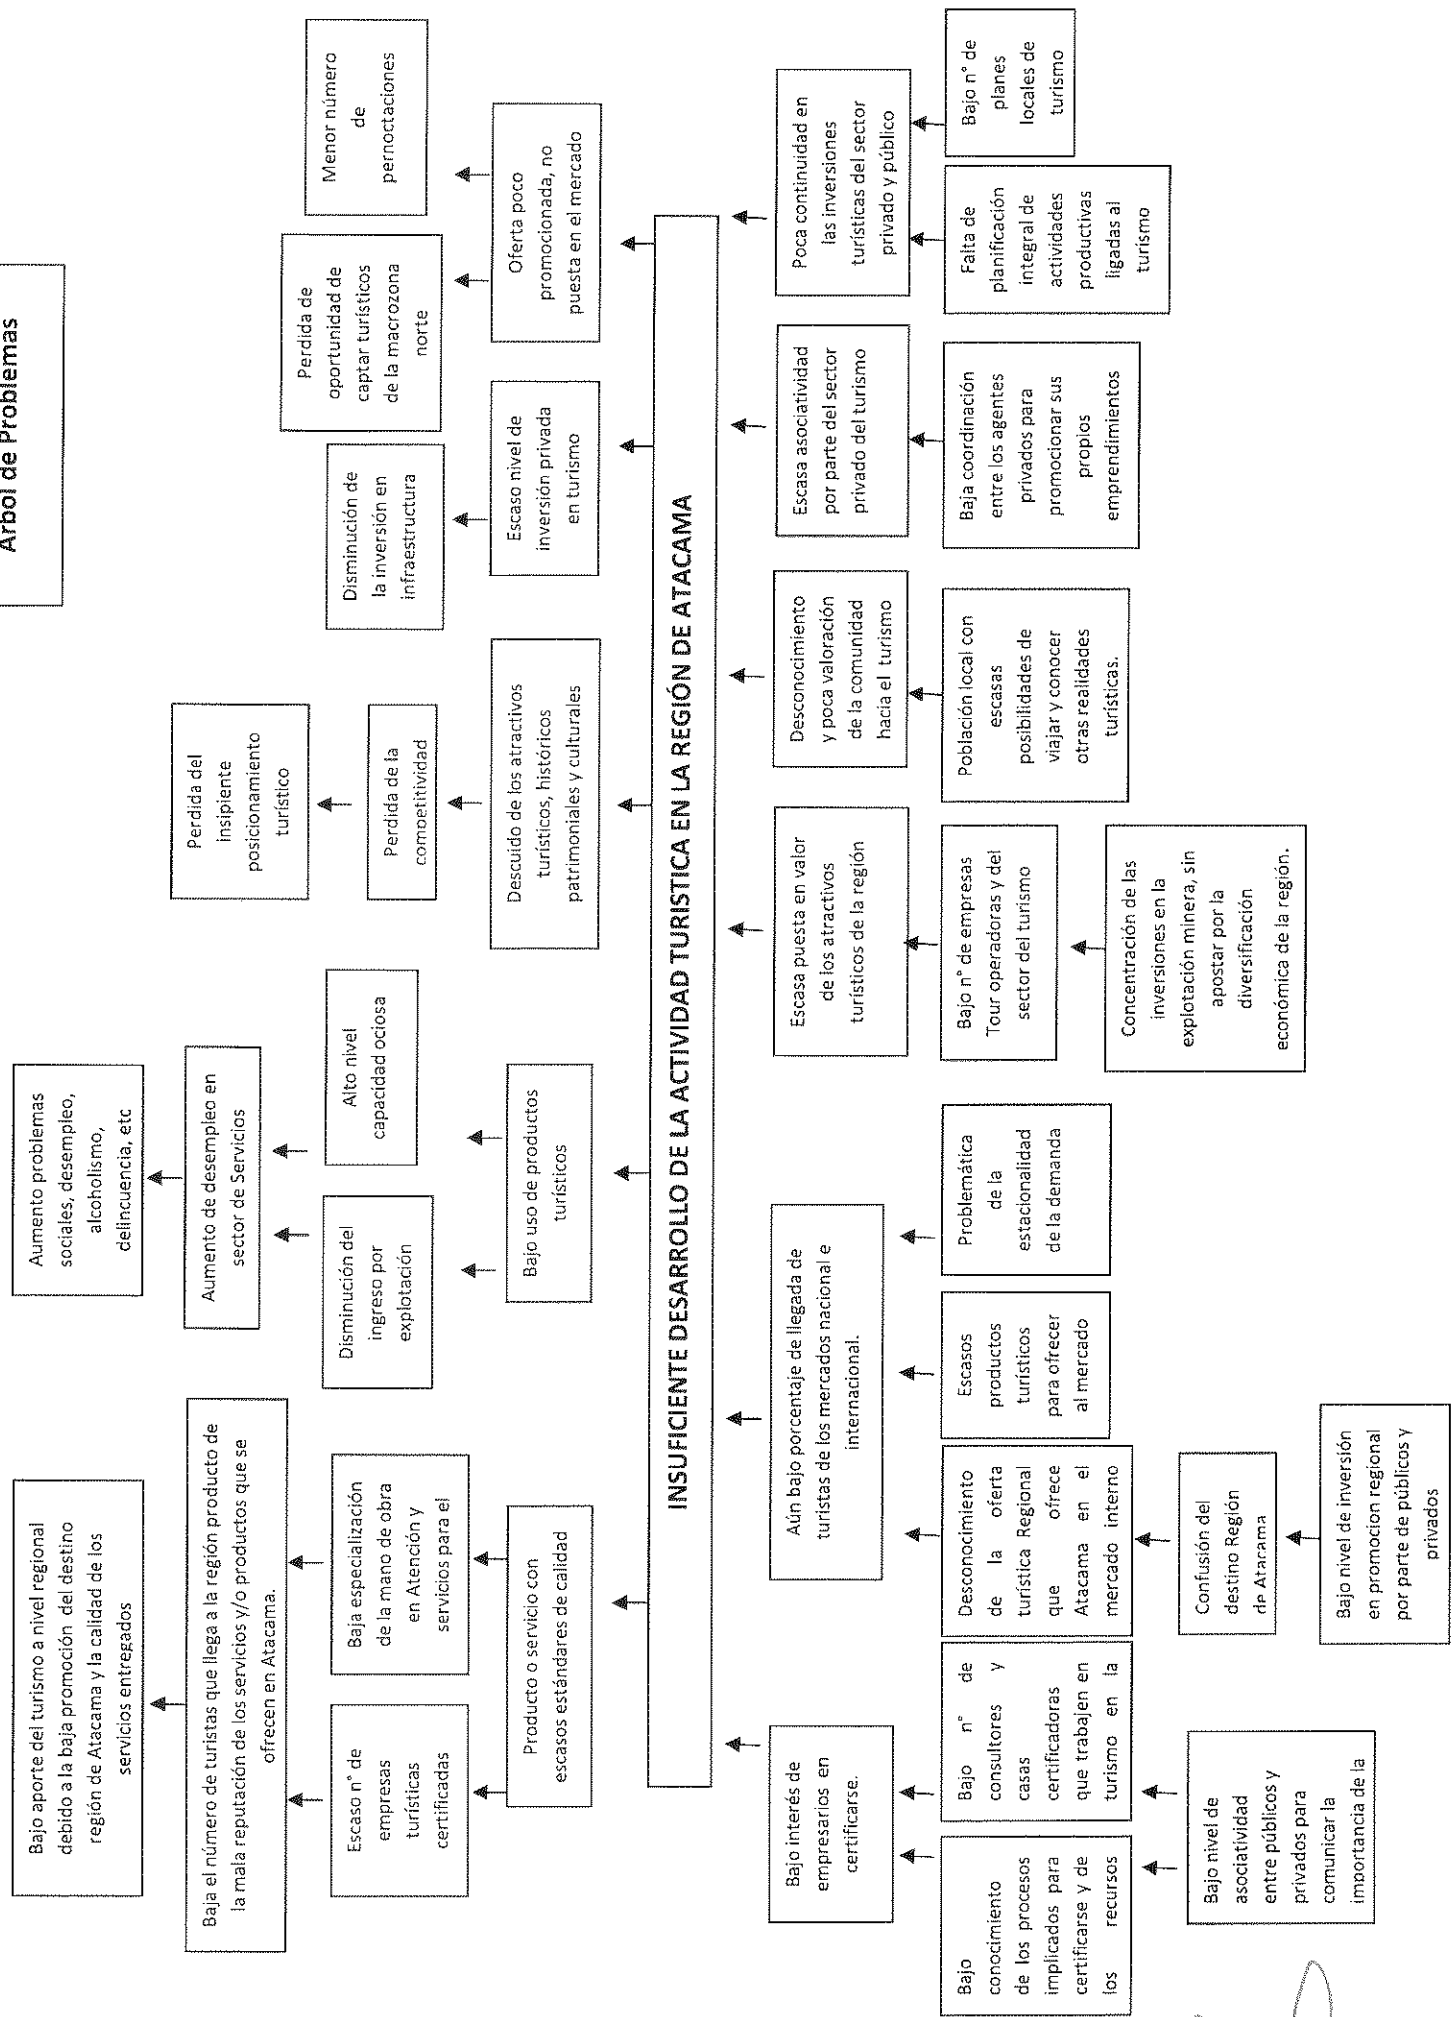 Arbol de Problemas
Bajo aporte del turismo a nivel regional
debido a la baja promoción del destino
región de Atacama y la calidad de los
servicios entregados
Aumento problemas
sociales, desempleo,
alcoholismo,
delincuencia, etc
Baja el número de turistas que llega a la región producto de
la mala reputación de los servicios y/o productos que se
ofrecen en Atacama.
Aumento de desempleo en
sector de Servicios
Perdida del
insipiente
posicionamiento
turístico
Escaso n° de
empresas
turísticas
certificadas
Baja especialización
de la mano de obra
en Atención y
servicios para el
Disminución del
ingreso por
explotación
Alto nivel
capacidad ociosa
Perdida de la
competitividad
Disminución de
la inversión en
infraestructura
Perdida de
oportunidad de
captar turísticos
de la macrozona
norte
Menor número
de
pernoctaciones
Producto o servicio con
escasos estándares de calidad
Bajo uso de productos
turísticos
Descuido de los atractivos
turísticos, históricos
patrimoniales y culturales
Escaso nivel de
inversión privada
en turismo
Oferta poco
promocionada, no
puesta en el mercado
INSUFICIENTE DESARROLLO DE LA ACTIVIDAD TURISTICA EN LA REGIÓN DE ATACAMA
Bajo interés de
empresarios en
certificarse.
Aún bajo porcentaje de llegada de
turistas de los mercados nacional e
internacional.
Escasa puesta en valor
de los atractivos
turísticos de la región
Desconocimiento
y poca valoración
de la comunidad
hacia el turismo
Escasa asociatividad
por parte del sector
privado del turismo
Poca continuidad en
las inversiones
turísticas del sector
privado y público
Bajo
conocimiento
de los procesos
implicados para
certificarse y de
los recursos
Bajo n° de
consultores y
casas
certificadoras
que trabajen en
turismo en la
Desconocimiento
de la oferta
turística Regional
que ofrece
Atacama en el
mercado interno
Escasos
productos
turísticos
para ofrecer
al mercado
Problemática
de la
estacionalidad
de la demanda
Bajo n° de empresas
Tour operadoras y del
sector del turismo
Población local con
escasas
posibilidades de
viajar y conocer
otras realidades
turísticas.
Baja coordinación
entre los agentes
privados para
promocionar sus
propios
emprendimientos
Falta de
planificación
integral de
actividades
productivas
ligadas al
turismo
Bajo n° de
planes
locales de
turismo
Bajo nivel de
asociatividad
entre públicos y
privados para
comunicar la
importancia de la
Confusión del
destino Región
de Atacama
Concentración de las
inversiones en la
explotación minera, sin
apostar por la
diversificación
económica de la región.
Bajo nivel de inversión
en promocion regional
por parte de públicos y
privados